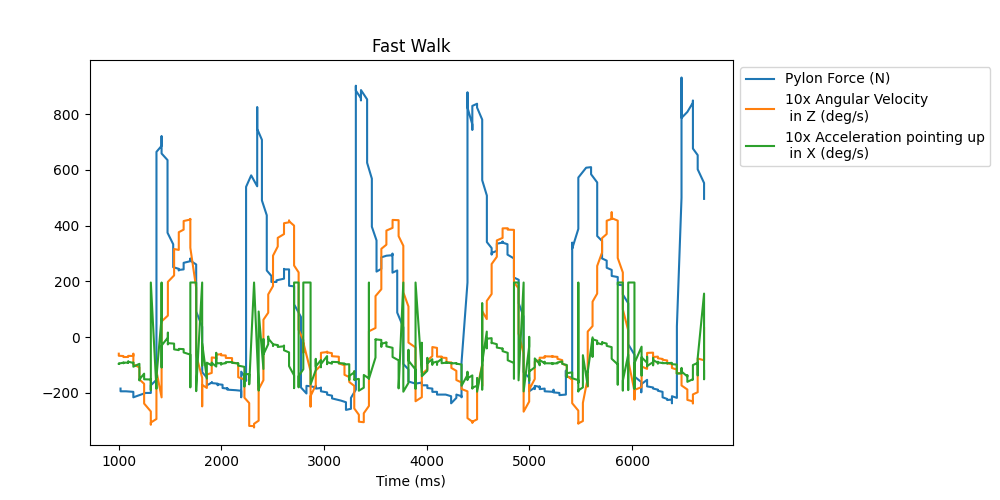 Fast Walk
Pylon Force (N)
10x Angular Velocity
in Z (deg/s)
10x Acceleration pointing up
in X (deg/s)
800
600
400
200
0
−200
1000 2000 3000 4000 5000 6000
Time (ms)